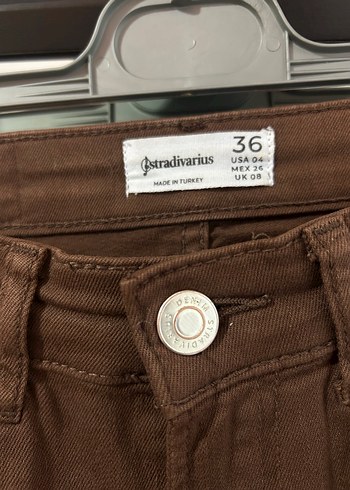 stradivarius
MADE IN TURKEY
36
USA 04
MEX 26
UK 08
DENIM STRADIVARIUS